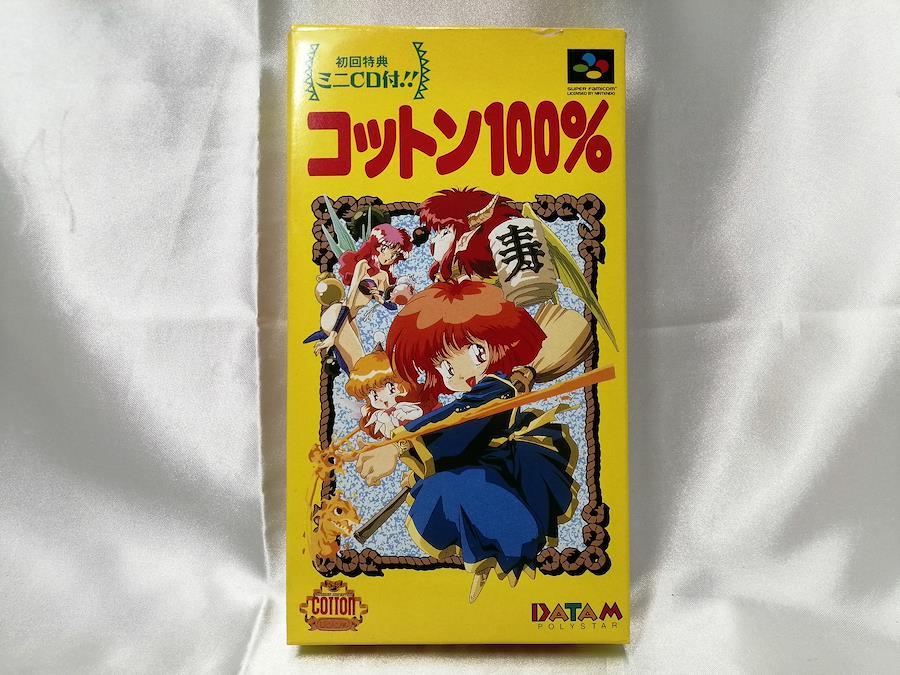 初回特典
ミニCD付!!
SUPER FAMICOM
LICENSED BY NINTENDO
コットン100%
寿
COTTON
DATAM
POLYSTAR